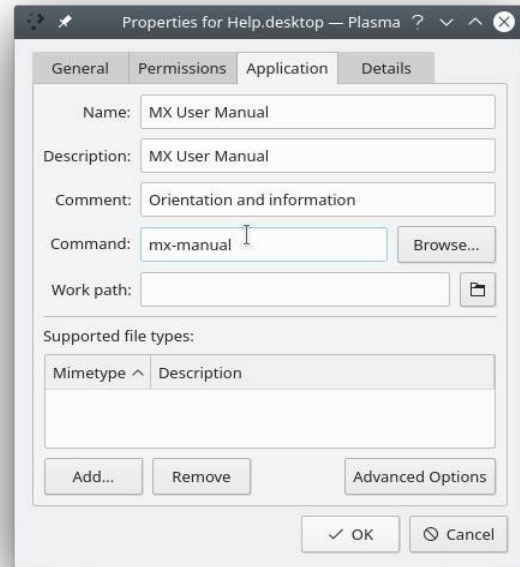 Properties for Help.desktop — Plasma ?
General Permissions Application Details
Name: MX User Manual
Description: MX User Manual
Comment: Orientation and information
Command: mx-manual Browse...
Work path:
Supported file types:
Mimetype Description
Add... Remove Advanced Options
OK Cancel